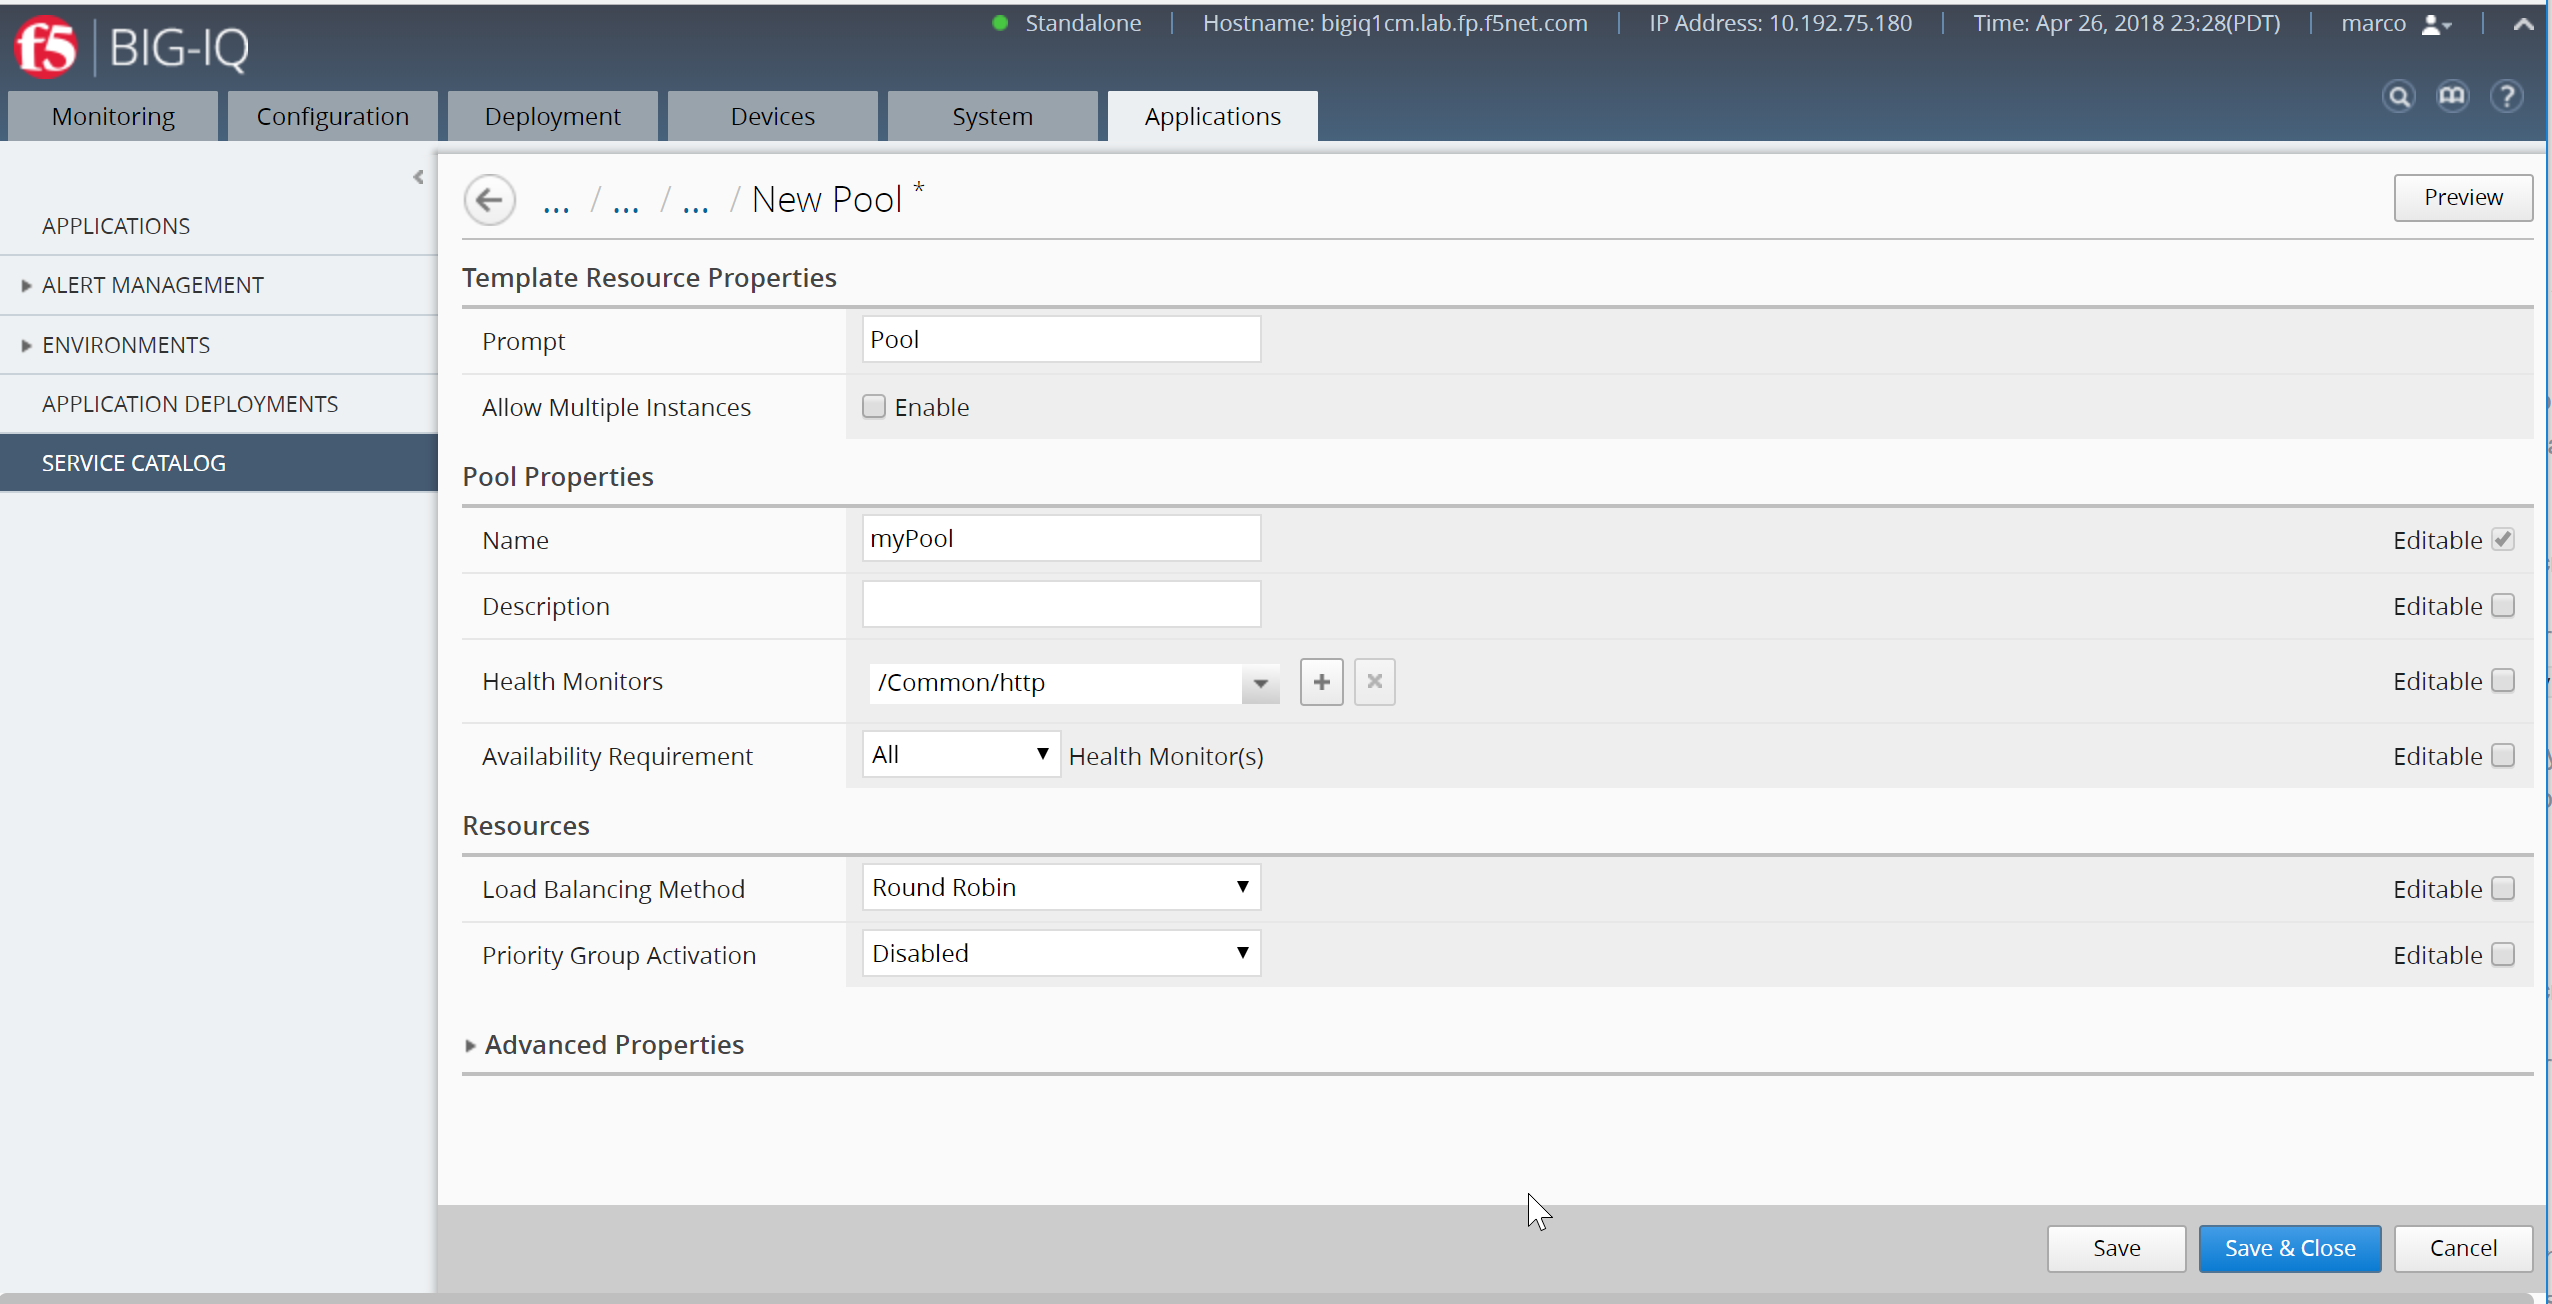 Standalone | Hostname: bigiq1cm.lab.fp.f5net.com | IP Address: 10.192.75.180 | Time: Apr 26, 2018 23:28(PDT) | marco
f5 | BIG-IQ
Monitoring Configuration Deployment Devices System Applications
... / ... / ... / New Pool *
Preview
APPLICATIONS
ALERT MANAGEMENT
ENVIRONMENTS
APPLICATION DEPLOYMENTS
SERVICE CATALOG
Template Resource Properties
Prompt Pool
Allow Multiple Instances Enable
Pool Properties
Name myPool Editable
Description Editable
Health Monitors /Common/http Editable
Availability Requirement All Health Monitor(s) Editable
Resources
Load Balancing Method Round Robin Editable
Priority Group Activation Disabled Editable
Advanced Properties
Save Save & Close Cancel